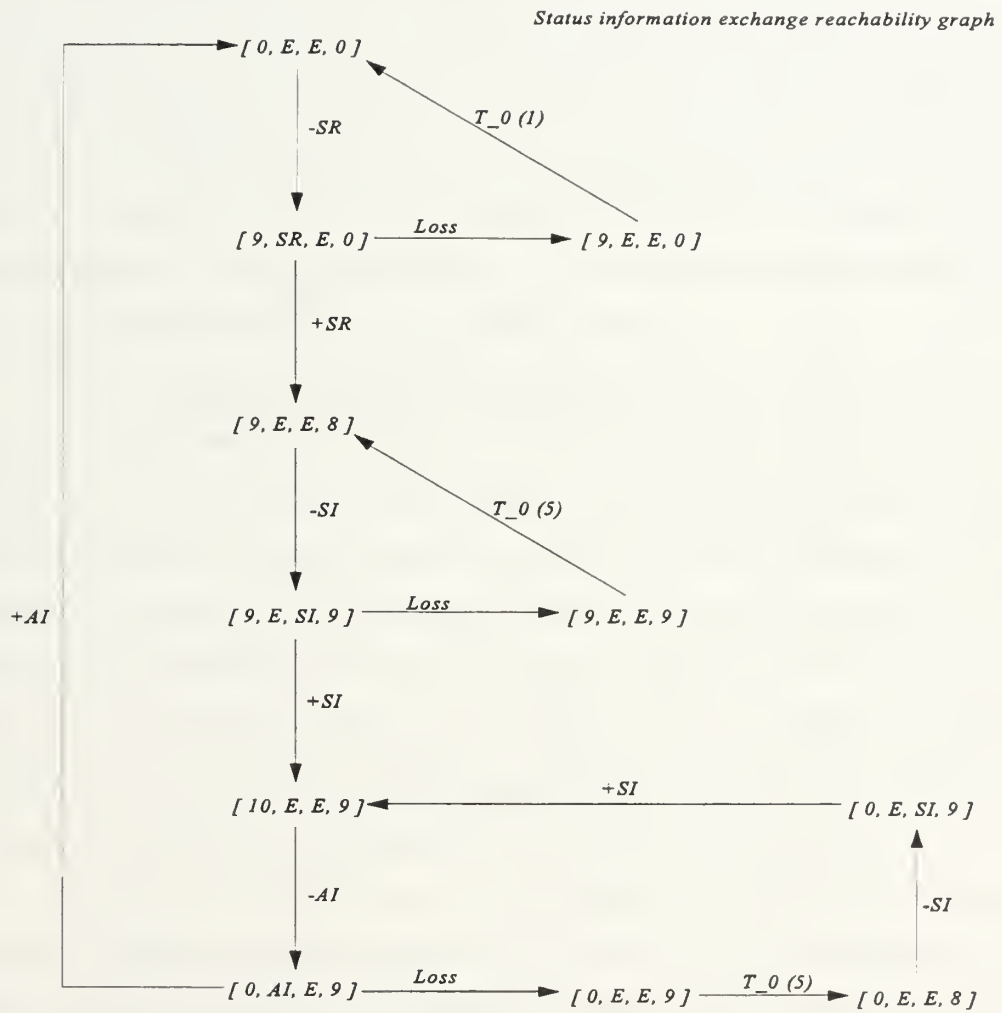 Status information exchange reachability graph
[ 0, E, E, 0 ]
T_0 (1)
-SR
[ 9, SR, E, 0 ]
Loss
[ 9, E, E, 0 ]
+SR
[ 9, E, E, 8 ]
T_0 (5)
-SI
[ 9, E, SI, 9 ]
Loss
[ 9, E, E, 9 ]
+AI
+SI
+SI
[ 10, E, E, 9 ]
[ 0, E, SI, 9 ]
-AI
-SI
[ 0, AI, E, 9 ]
Loss
[ 0, E, E, 9 ]
T_0 (5)
[ 0, E, E, 8 ]